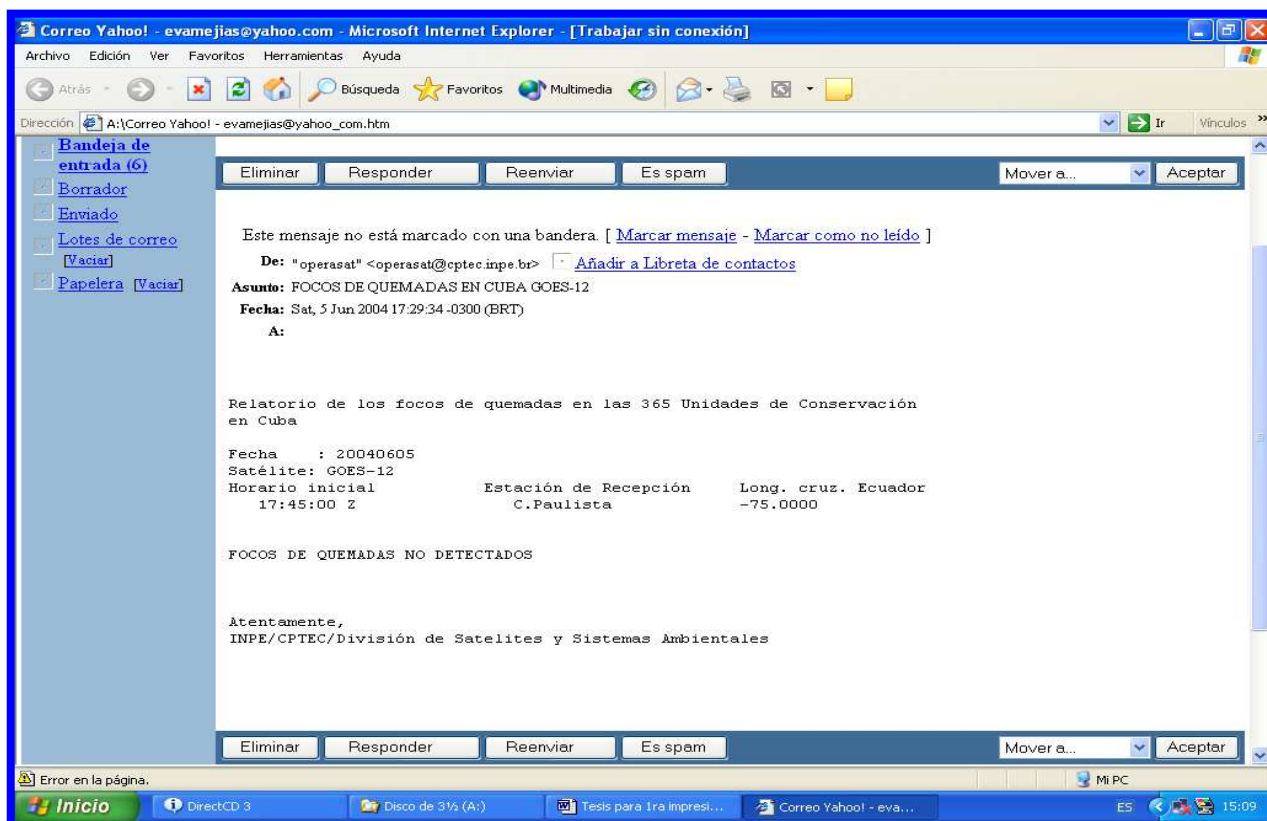 Correo Yahoo! - evamejias@yahoo.com - Microsoft Internet Explorer - [Trabajar sin conexión]
Archivo Edición Ver Favoritos Herramientas Ayuda
Atrás Búsqueda Favoritos Multimedia
Dirección A:\Correo Yahoo! - evamejias@yahoo_com.htm Ir Vínculos »
Bandeja de
entrada (6)
Borrador
Enviado
Lotes de correo
[Vaciar]
Papelera [Vaciar]
Eliminar Responder Reenviar Es spam Mover a... Aceptar
Este mensaje no está marcado con una bandera. [ Marcar mensaje - Marcar como no leído ]
De: "operasat" <operasat@cptec.inpe.br> Añadir a Libreta de contactos
Asunto: FOCOS DE QUEMADAS EN CUBA GOES-12
Fecha: Sat, 5 Jun 2004 17:29:34 -0300 (BRT)
A:
Relatorio de los focos de quemadas en las 365 Unidades de Conservación
en Cuba
Fecha : 20040605
Satélite: GOES-12
Horario inicial Estación de Recepción Long. cruz. Ecuador
17:45:00 Z C.Paulista -75.0000
FOCOS DE QUEMADAS NO DETECTADOS
Atentamente,
INPE/CPTEC/División de Satelites y Sistemas Ambientales
Eliminar Responder Reenviar Es spam Mover a... Aceptar
Error en la página. Mi PC
Inicio DirectCD 3 Disco de 3½ (A:) Tesis para 1ra impresi... Correo Yahoo! - eva... ES 15:09